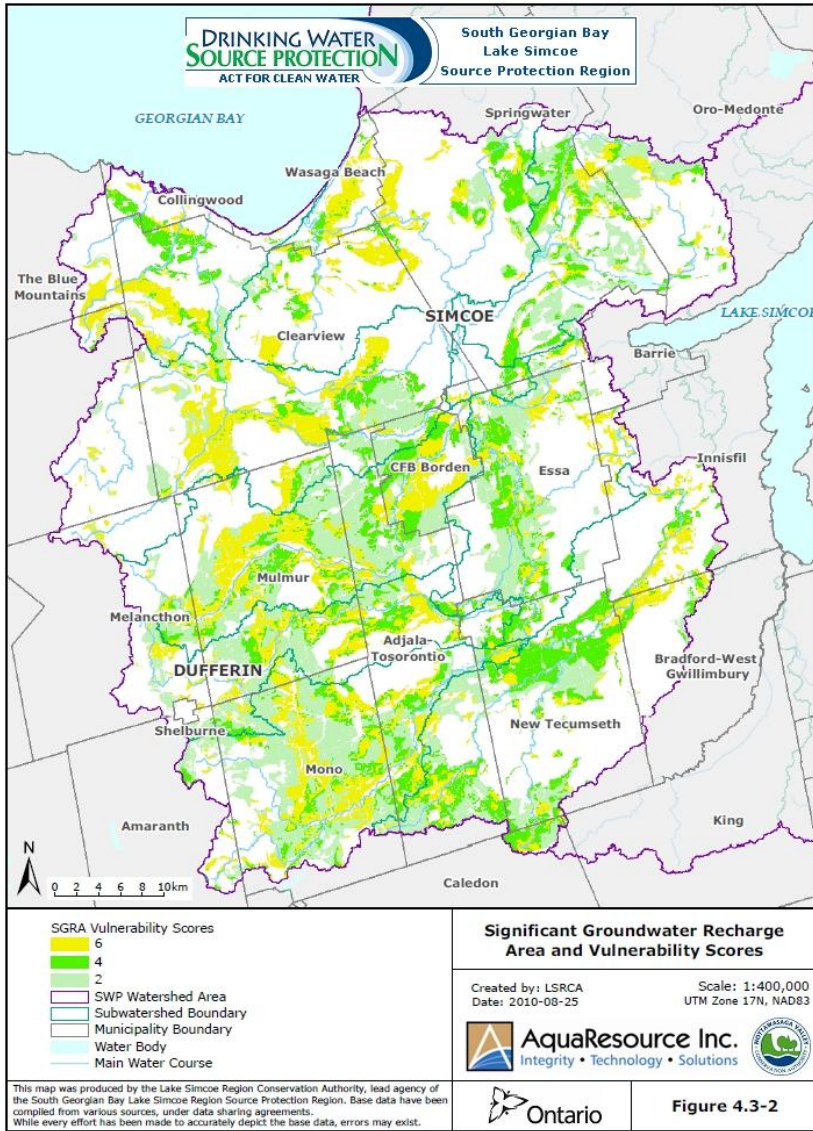 DRINKING WATER
SOURCE PROTECTION
ACT FOR CLEAN WATER
South Georgian Bay
Lake Simcoe
Source Protection Region
GEORGIAN BAY
Springwater
Oro-Medonte
Wasaga Beach
Collingwood
The Blue
Mountains
SIMCOE
LAKE SIMCOE
Clearview
Barrie
CFB Borden
Essa
Innisfil
Mulmur
Melancthon
Adjala-
Tosorontio
DUFFERIN
Bradford-West
Gwillimbury
New Tecumseth
Shelburne
Mono
Amaranth
King
Caledon
N
0 2 4 6 8 10km
SGRA Vulnerability Scores
6
4
2
SWP Watershed Area
Subwatershed Boundary
Municipality Boundary
Water Body
Main Water Course
Significant Groundwater Recharge
Area and Vulnerability Scores
Created by: LSRCA
Date: 2010-08-25
Scale: 1:400,000
UTM Zone 17N, NAD83
AquaResource Inc.
Integrity • Technology • Solutions
NOTTAWASAGA VALLEY
CONSERVATION AUTHORITY
This map was produced by the Lake Simcoe Region Conservation Authority, lead agency of
the South Georgian Bay Lake Simcoe Region Source Protection Region. Base data have been
compiled from various sources, under data sharing agreements.
While every effort has been made to accurately depict the base data, errors may exist.
Ontario
Figure 4.3-2